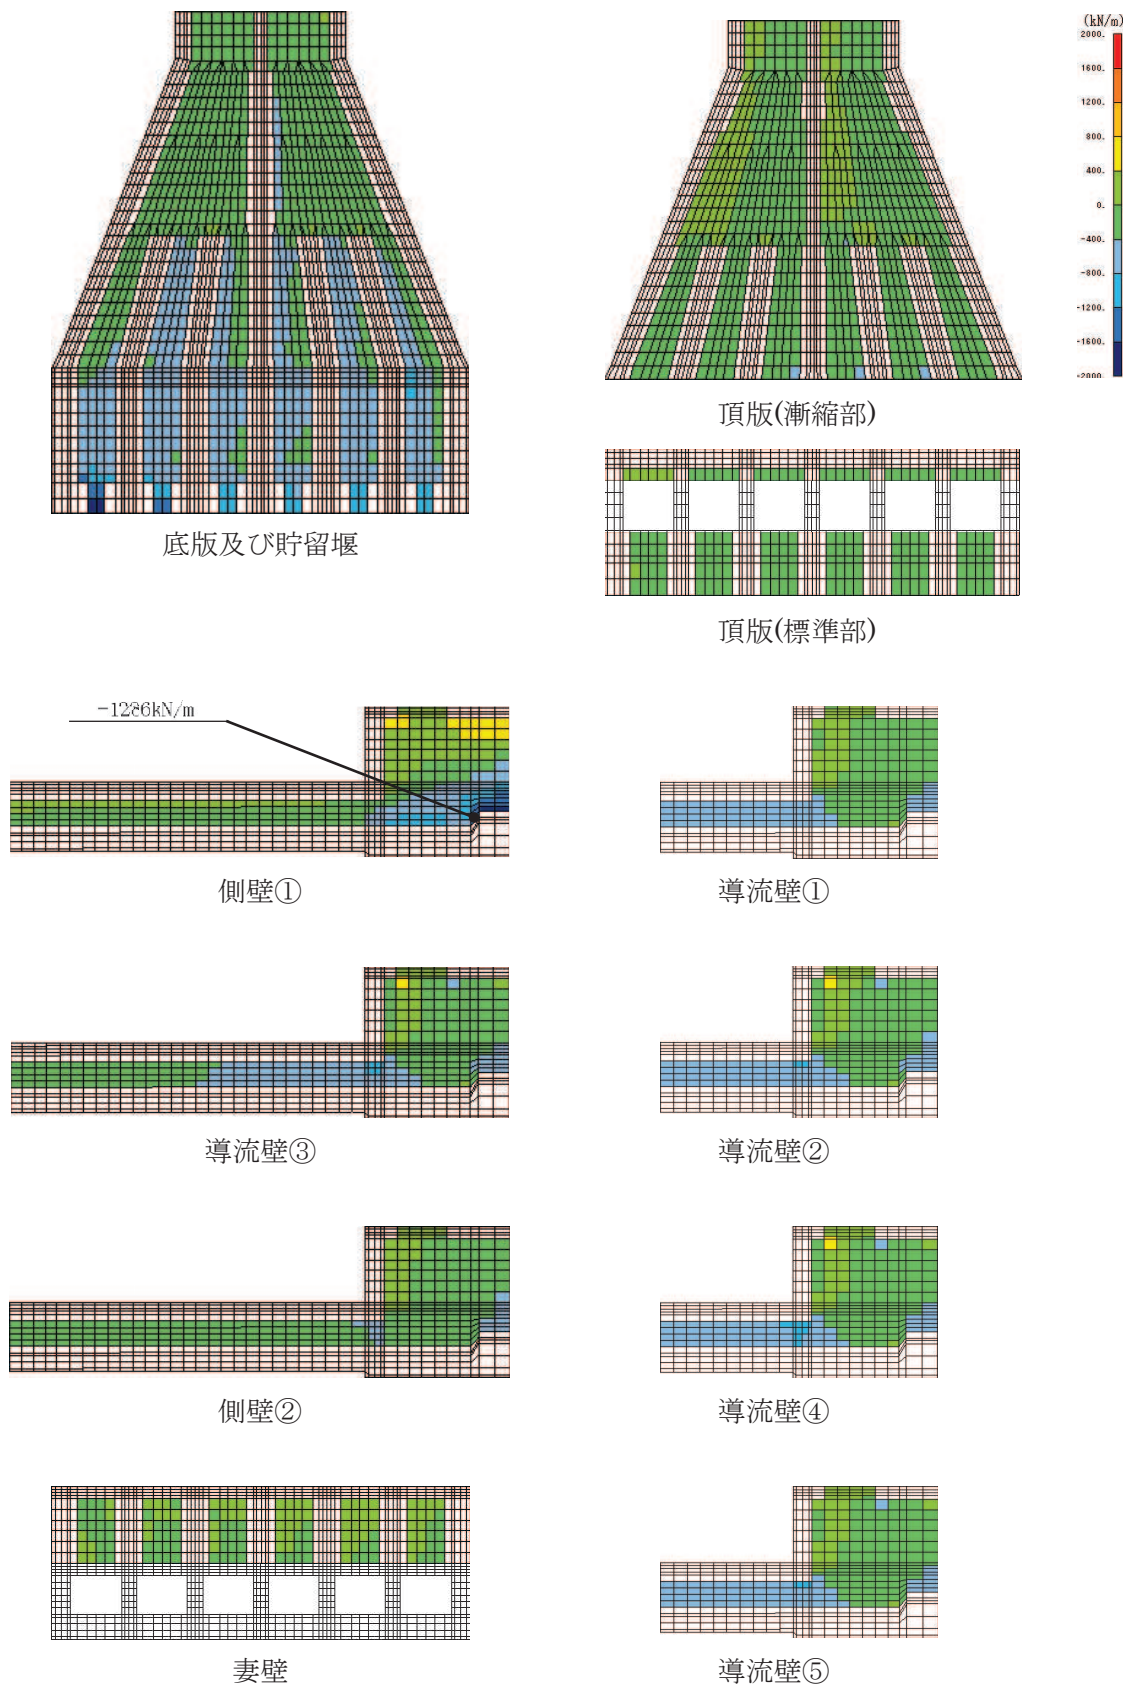 (kN/m)
2000.
1600.
1200.
800.
400.
0.
-400.
-800.
-1200.
-1600.
-2000.
頂版(漸縮部)
底版及び貯留堰
頂版(標準部)
-1286kN/m
側壁①
導流壁①
導流壁③
導流壁②
側壁②
導流壁④
妻壁
導流壁⑤